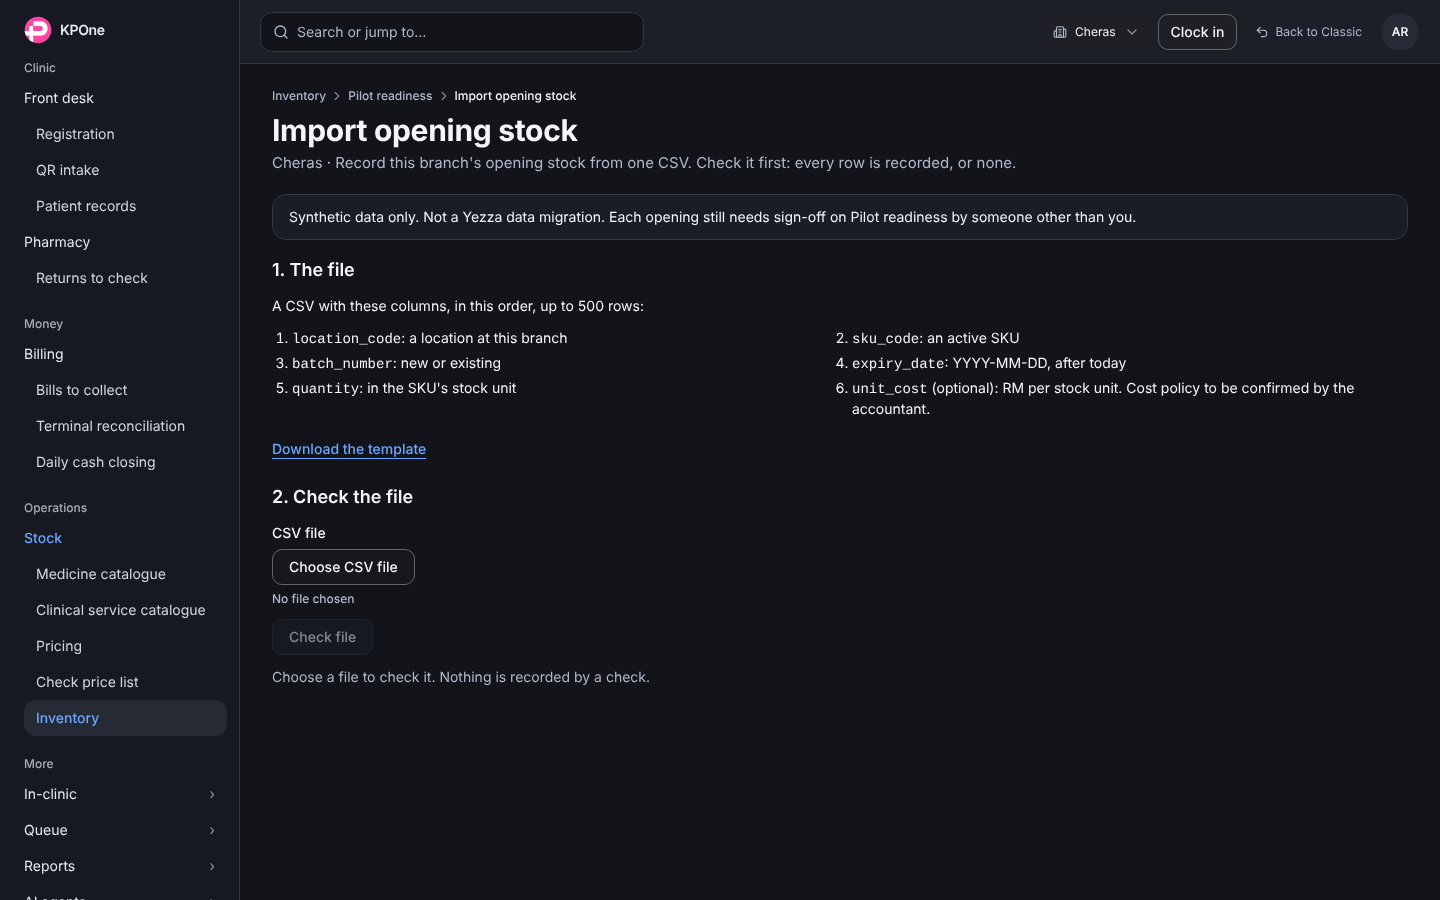 KPOne
Search or jump to...
Cheras
Clock in
Back to Classic
AR
Clinic
Front desk
Registration
QR intake
Patient records
Pharmacy
Returns to check
Money
Billing
Bills to collect
Terminal reconciliation
Daily cash closing
Operations
Stock
Medicine catalogue
Clinical service catalogue
Pricing
Check price list
Inventory
More
In-clinic
Queue
Reports
AI agents
Inventory > Pilot readiness > Import opening stock
Import opening stock
Cheras · Record this branch's opening stock from one CSV. Check it first: every row is recorded, or none.
Synthetic data only. Not a Yezza data migration. Each opening still needs sign-off on Pilot readiness by someone other than you.
1. The file
A CSV with these columns, in this order, up to 500 rows:
1. location_code: a location at this branch
2. sku_code: an active SKU
3. batch_number: new or existing
4. expiry_date: YYYY-MM-DD, after today
5. quantity: in the SKU's stock unit
6. unit_cost (optional): RM per stock unit. Cost policy to be confirmed by the
accountant.
Download the template
2. Check the file
CSV file
Choose CSV file
No file chosen
Check file
Choose a file to check it. Nothing is recorded by a check.